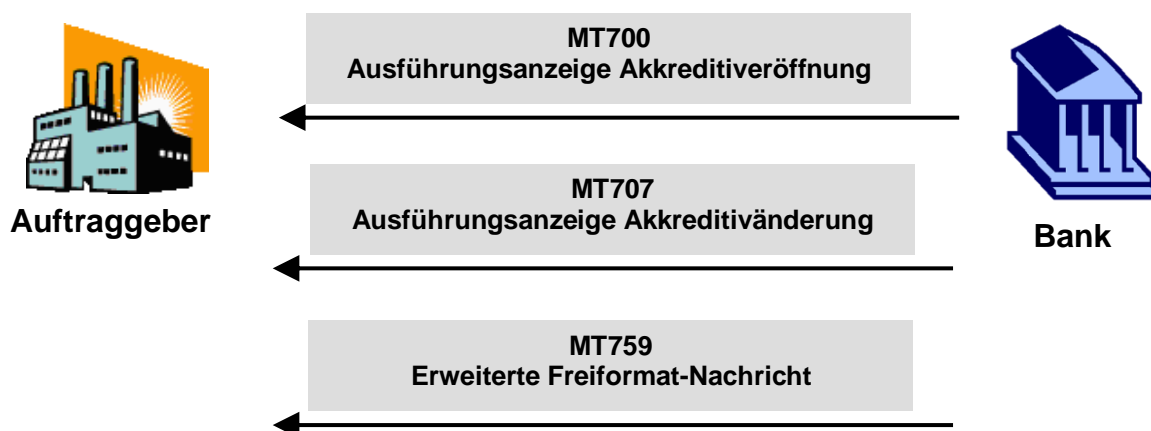 MT700
Ausführungsanzeige Akkreditiveröffnung
MT707
Ausführungsanzeige Akkreditivänderung
Auftraggeber
Bank
MT759
Erweiterte Freiformat-Nachricht